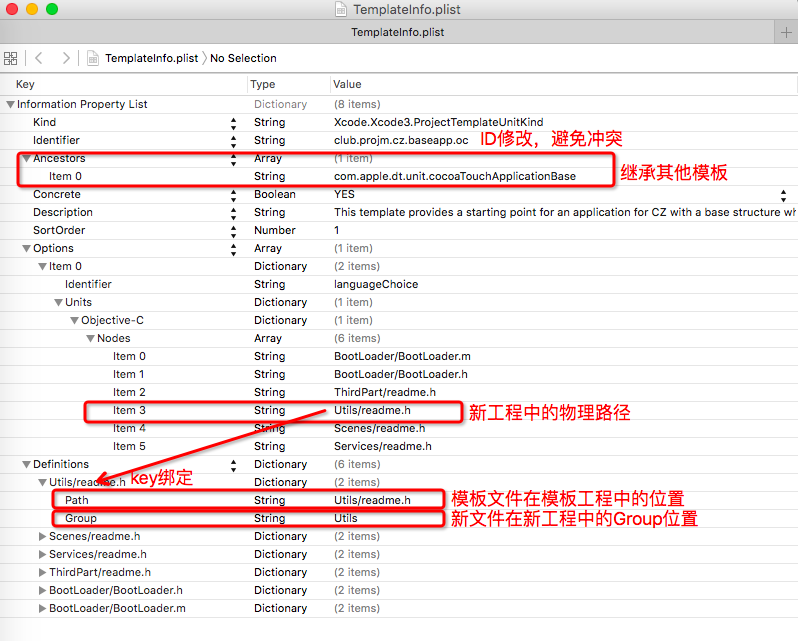 TemplateInfo.plist
TemplateInfo.plist
TemplateInfo.plist 〉No Selection
Key Type Value
Information Property List Dictionary (8 items)
Kind String Xcode.Xcode3.ProjectTemplateUnitKind
Identifier String club.projm.cz.baseapp.oc ID修改，避免冲突
Ancestors Array (1 item)
Item 0 String com.apple.dt.unit.cocoaTouchApplicationBase 继承其他模板
Concrete Boolean YES
Description String This template provides a starting point for an application for CZ with a base structure wh
SortOrder Number 1
Options Array (1 item)
Item 0 Dictionary (2 items)
Identifier String languageChoice
Units Dictionary (1 item)
Objective-C Dictionary (1 item)
Nodes Array (6 items)
Item 0 String BootLoader/BootLoader.m
Item 1 String BootLoader/BootLoader.h
Item 2 String ThirdPart/readme.h
Item 3 String Utils/readme.h 新工程中的物理路径
Item 4 String Scenes/readme.h
Item 5 String Services/readme.h
Definitions Dictionary (6 items)
key绑定
Utils/readme.h Dictionary (2 items)
Path String Utils/readme.h 模板文件在模板工程中的位置
Group String Utils 新文件在新工程中的Group位置
Scenes/readme.h Dictionary (2 items)
Services/readme.h Dictionary (2 items)
ThirdPart/readme.h Dictionary (2 items)
BootLoader/BootLoader.h Dictionary (2 items)
BootLoader/BootLoader.m Dictionary (2 items)